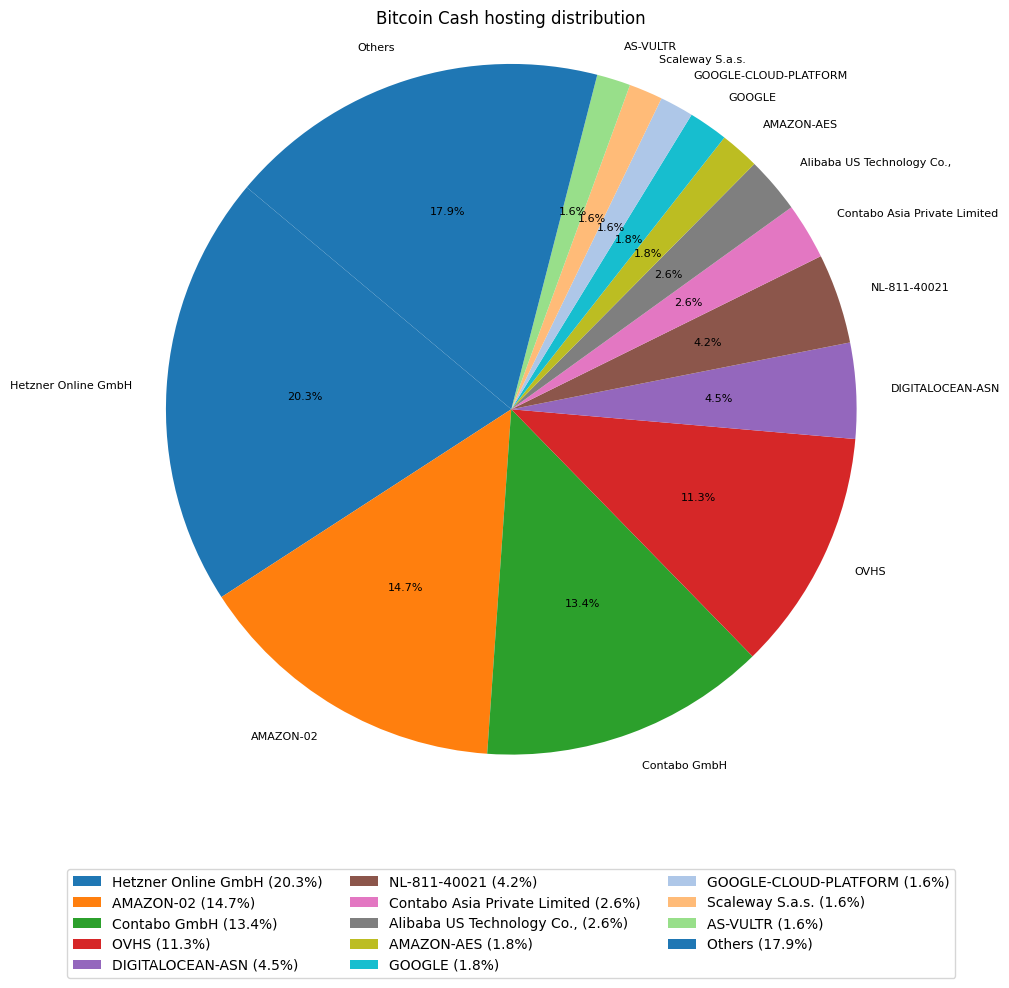 Bitcoin Cash hosting distribution
Others
AS-VULTR
Scaleway S.a.s.
GOOGLE-CLOUD-PLATFORM
GOOGLE
AMAZON-AES
Alibaba US Technology Co.,
Contabo Asia Private Limited
NL-811-40021
DIGITALOCEAN-ASN
OVHS
Contabo GmbH
AMAZON-02
Hetzner Online GmbH
17.9%
1.6%
1.6%
1.6%
1.8%
1.8%
2.6%
2.6%
4.2%
4.5%
11.3%
13.4%
14.7%
20.3%
Hetzner Online GmbH (20.3%)
AMAZON-02 (14.7%)
Contabo GmbH (13.4%)
OVHS (11.3%)
DIGITALOCEAN-ASN (4.5%)
NL-811-40021 (4.2%)
Contabo Asia Private Limited (2.6%)
Alibaba US Technology Co., (2.6%)
AMAZON-AES (1.8%)
GOOGLE (1.8%)
GOOGLE-CLOUD-PLATFORM (1.6%)
Scaleway S.a.s. (1.6%)
AS-VULTR (1.6%)
Others (17.9%)